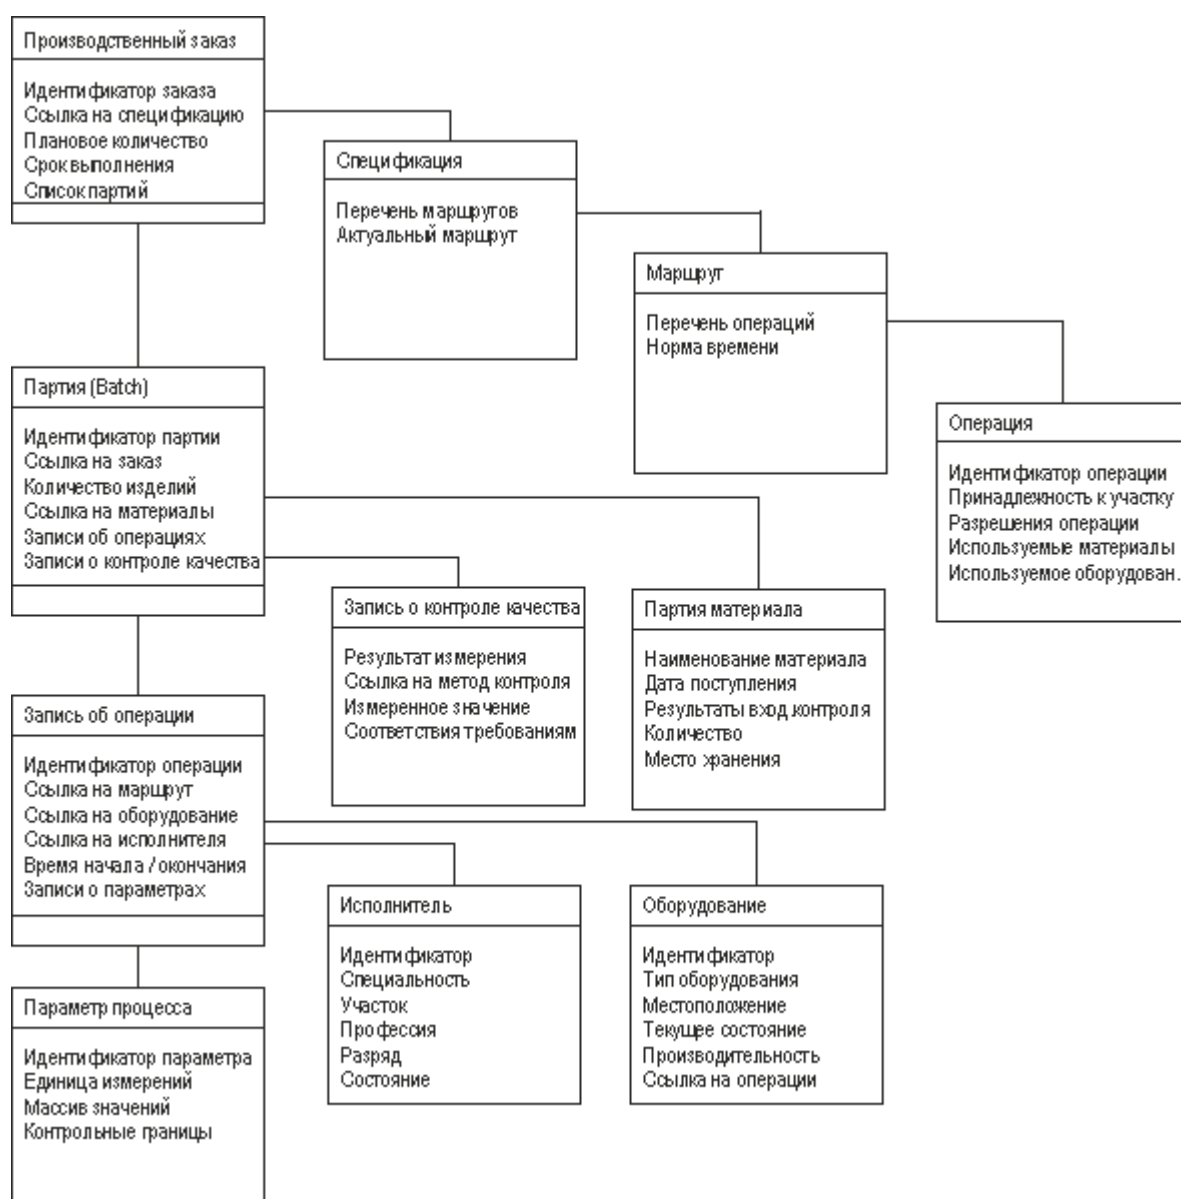 Производственный заказ
Идентификатор заказа
Ссылка на спецификацию
Плановое количество
Срок выполнения
Список партий
Спецификация
Перечень маршрутов
Актуальный маршрут
Маршрут
Перечень операций
Норма времени
Операция
Идентификатор операции
Принадлежность к участку
Разрешения операции
Используемые материалы
Используемое оборудован.
Партия (Batch)
Идентификатор партии
Ссылка на заказ
Количество изделий
Ссылка на материалы
Записи об операциях
Записи о контроле качества
Запись о контроле качества
Результат измерения
Ссылка на метод контроля
Измеренное значение
Соответствия требованиям
Партия материала
Наименование материала
Дата поступления
Результаты вход.контроля
Количество
Место хранения
Запись об операции
Идентификатор операции
Ссылка на маршрут
Ссылка на оборудование
Ссылка на исполнителя
Время начала / окончания
Записи о параметрах
Исполнитель
Идентификатор
Специальность
Участок
Профессия
Разряд
Состояние
Оборудование
Идентификатор
Тип оборудования
Местоположение
Текущее состояние
Производительность
Ссылка на операции
Параметр процесса
Идентификатор параметра
Единица измерений
Массив значений
Контрольные границы